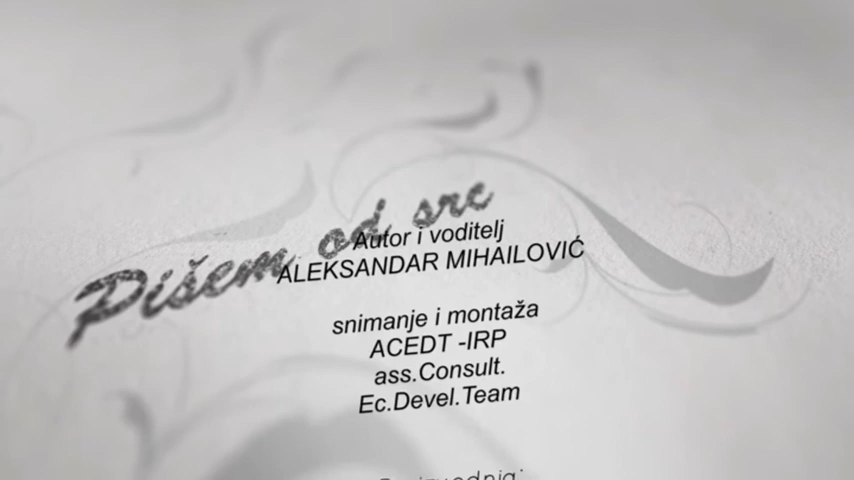 Pišem od src
Autor i voditelj
ALEKSANDAR MIHAILOVIĆ
snimanje i montaža
ACEDT -IRP
ass.Consult.
Ec.Devel.Team